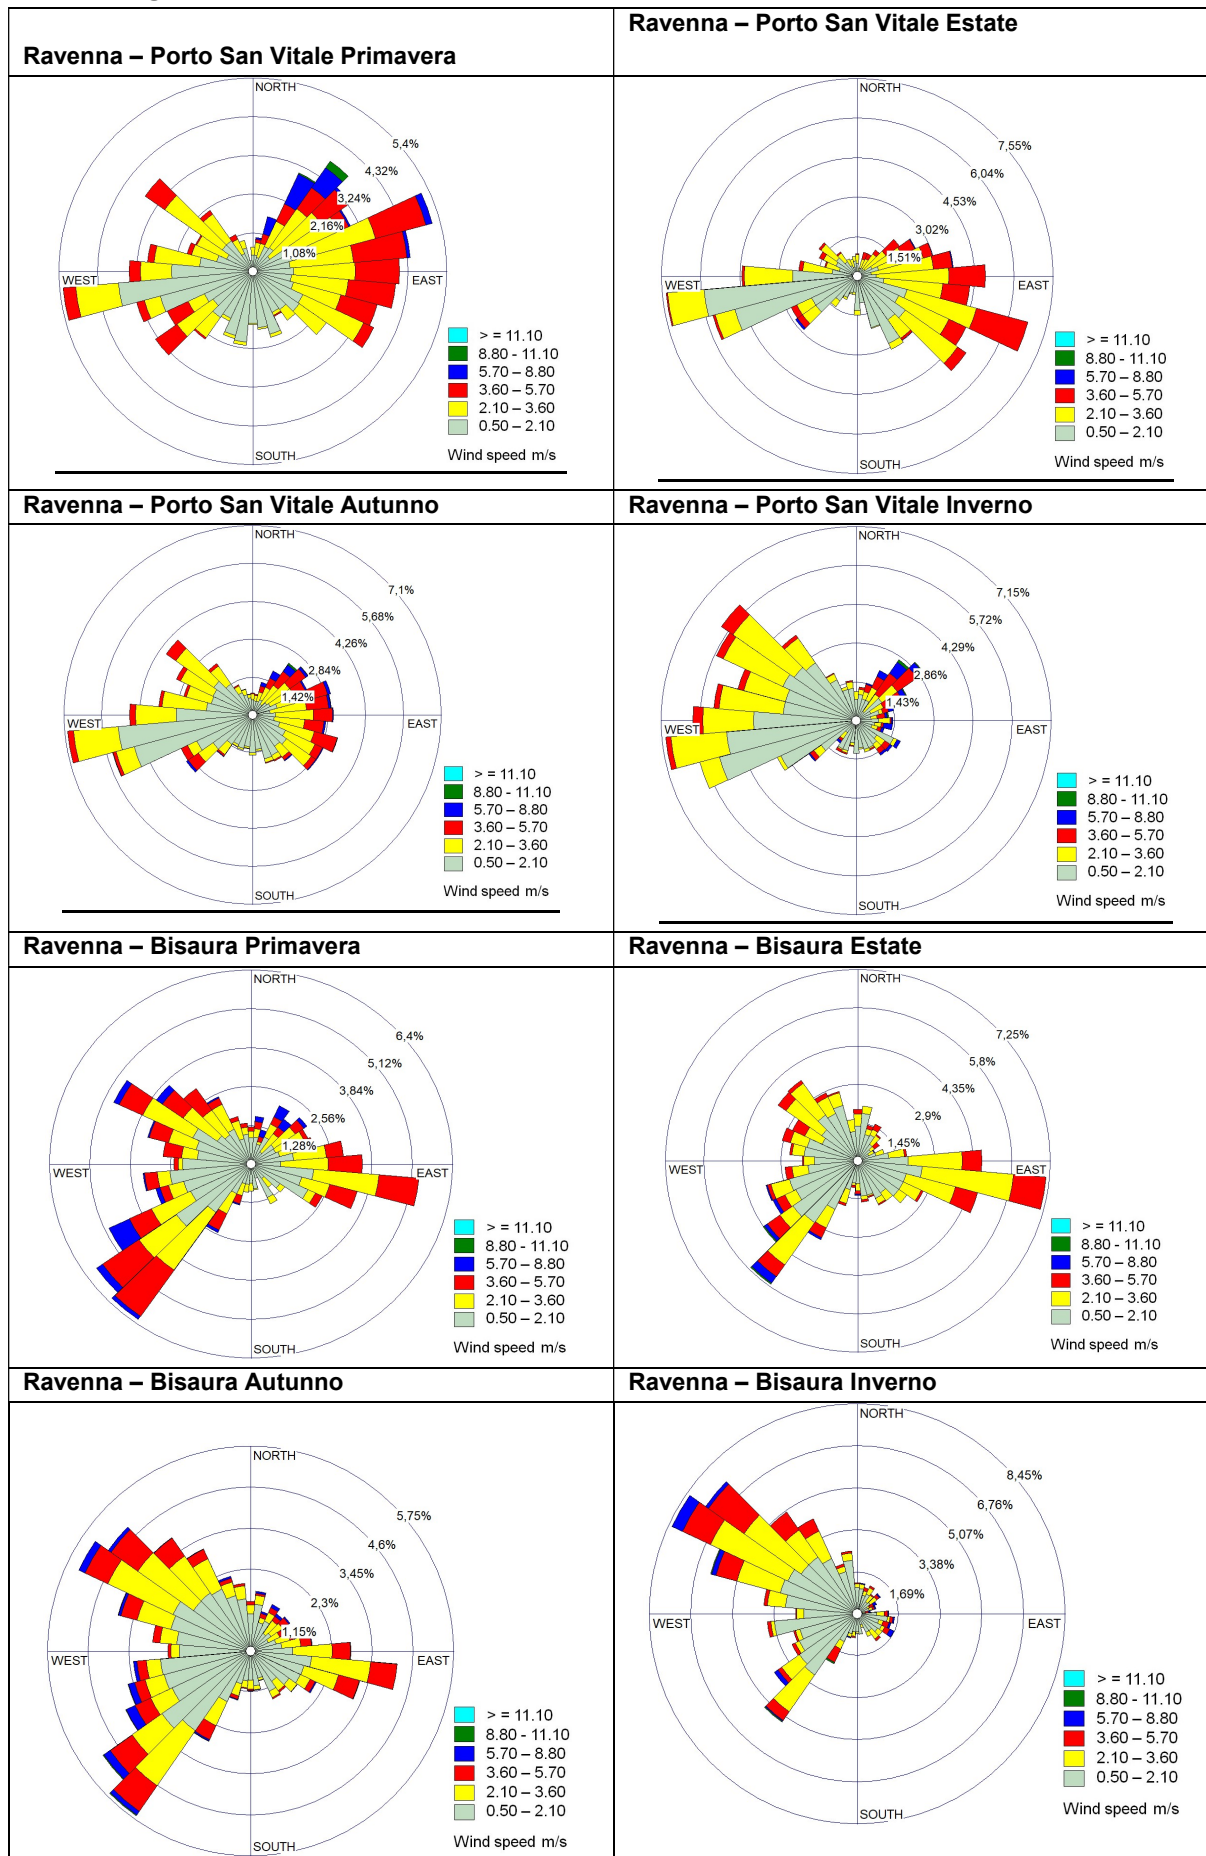 Ravenna – Porto San Vitale Primavera
Ravenna – Porto San Vitale Estate
NORTH
5,4%
4,32%
3,24%
2,16%
1,08%
WEST
EAST
SOUTH
> = 11.10
8.80 - 11.10
5.70 – 8.80
3.60 – 5.70
2.10 – 3.60
0.50 – 2.10
Wind speed m/s
NORTH
7,55%
6,04%
4,53%
3,02%
1,51%
WEST
EAST
SOUTH
> = 11.10
8.80 - 11.10
5.70 – 8.80
3.60 – 5.70
2.10 – 3.60
0.50 – 2.10
Wind speed m/s
Ravenna – Porto San Vitale Autunno
Ravenna – Porto San Vitale Inverno
NORTH
7,1%
5,68%
4,26%
2,84%
1,42%
WEST
EAST
SOUTH
> = 11.10
8.80 - 11.10
5.70 – 8.80
3.60 – 5.70
2.10 – 3.60
0.50 – 2.10
Wind speed m/s
NORTH
7,15%
5,72%
4,29%
2,86%
1,43%
WEST
EAST
SOUTH
> = 11.10
8.80 - 11.10
5.70 – 8.80
3.60 – 5.70
2.10 – 3.60
0.50 – 2.10
Wind speed m/s
Ravenna – Bisaura Primavera
Ravenna – Bisaura Estate
NORTH
6,4%
5,12%
3,84%
2,56%
1,28%
WEST
EAST
SOUTH
> = 11.10
8.80 - 11.10
5.70 – 8.80
3.60 – 5.70
2.10 – 3.60
0.50 – 2.10
Wind speed m/s
NORTH
7,25%
5,8%
4,35%
2,9%
1,45%
WEST
EAST
SOUTH
> = 11.10
8.80 - 11.10
5.70 – 8.80
3.60 – 5.70
2.10 – 3.60
0.50 – 2.10
Wind speed m/s
Ravenna – Bisaura Autunno
Ravenna – Bisaura Inverno
NORTH
5,75%
4,6%
3,45%
2,3%
1,15%
WEST
EAST
SOUTH
> = 11.10
8.80 - 11.10
5.70 – 8.80
3.60 – 5.70
2.10 – 3.60
0.50 – 2.10
Wind speed m/s
NORTH
8,45%
6,76%
5,07%
3,38%
1,69%
WEST
EAST
SOUTH
> = 11.10
8.80 - 11.10
5.70 – 8.80
3.60 – 5.70
2.10 – 3.60
0.50 – 2.10
Wind speed m/s